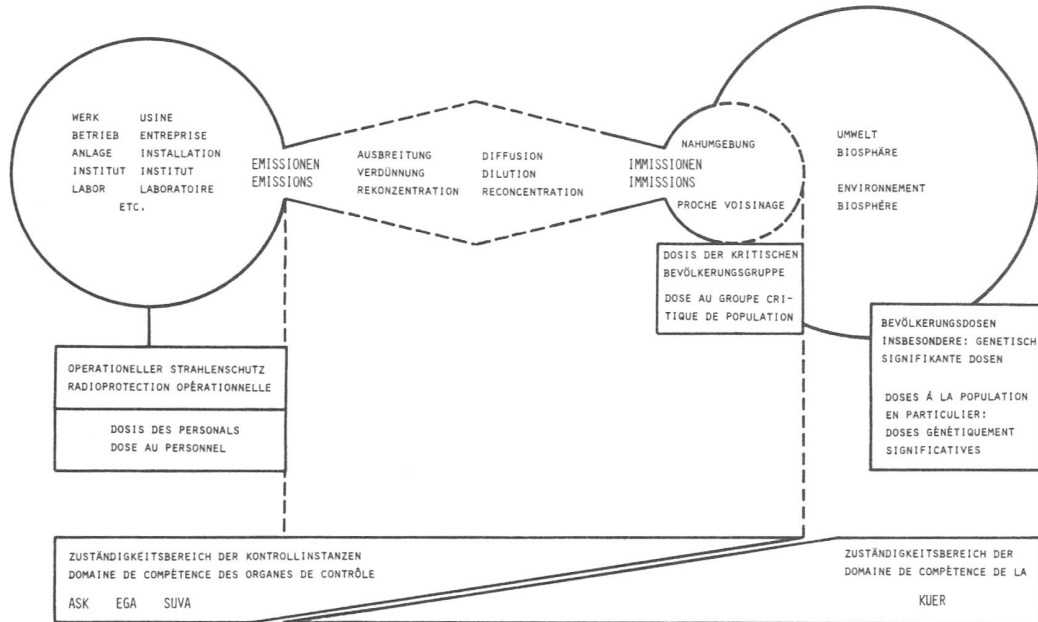 WERK USINE
BETRIEB ENTREPRISE
ANLAGE INSTALLATION
INSTITUT INSTITUT
LABOR LABORATOIRE
ETC.
EMISSIONEN
EMISSIONS
AUSBREITUNG DIFFUSION
VERDÜNNUNG DILUTION
REKONZENTRATION RECONCENTRATION
IMMISSIONEN
IMMISSIONS
NAHUMGEBUNG
PROCHE VOISINAGE
UMWELT
BIOSPHÄRE
ENVIRONNEMENT
BIOSPHÈRE
DOSIS DER KRITISCHEN
BEVÖLKERUNGSGRUPPE
DOSE AU GROUPE CRI-
TIQUE DE POPULATION
BEVÖLKERUNGSDOSEN
INSBESONDERE: GENETISCH
SIGNIFIKANTE DOSEN
DOSES Á LA POPULATION
EN PARTICULIER:
DOSES GÉNÉTIQUEMENT
SIGNIFICATIVES
OPERATIONELLER STRAHLENSCHUTZ
RADIOPROTECTION OPÉRATIONNELLE
DOSIS DES PERSONALS
DOSE AU PERSONNEL
ZUSTÄNDIGKEITSBEREICH DER KONTROLLINSTANZEN
DOMAINE DE COMPÉTENCE DES ORGANES DE CONTRÔLE
ASK EGA SUVA
ZUSTÄNDIGKEITSBEREICH DER
DOMAINE DE COMPÉTENCE DE LA
KUER